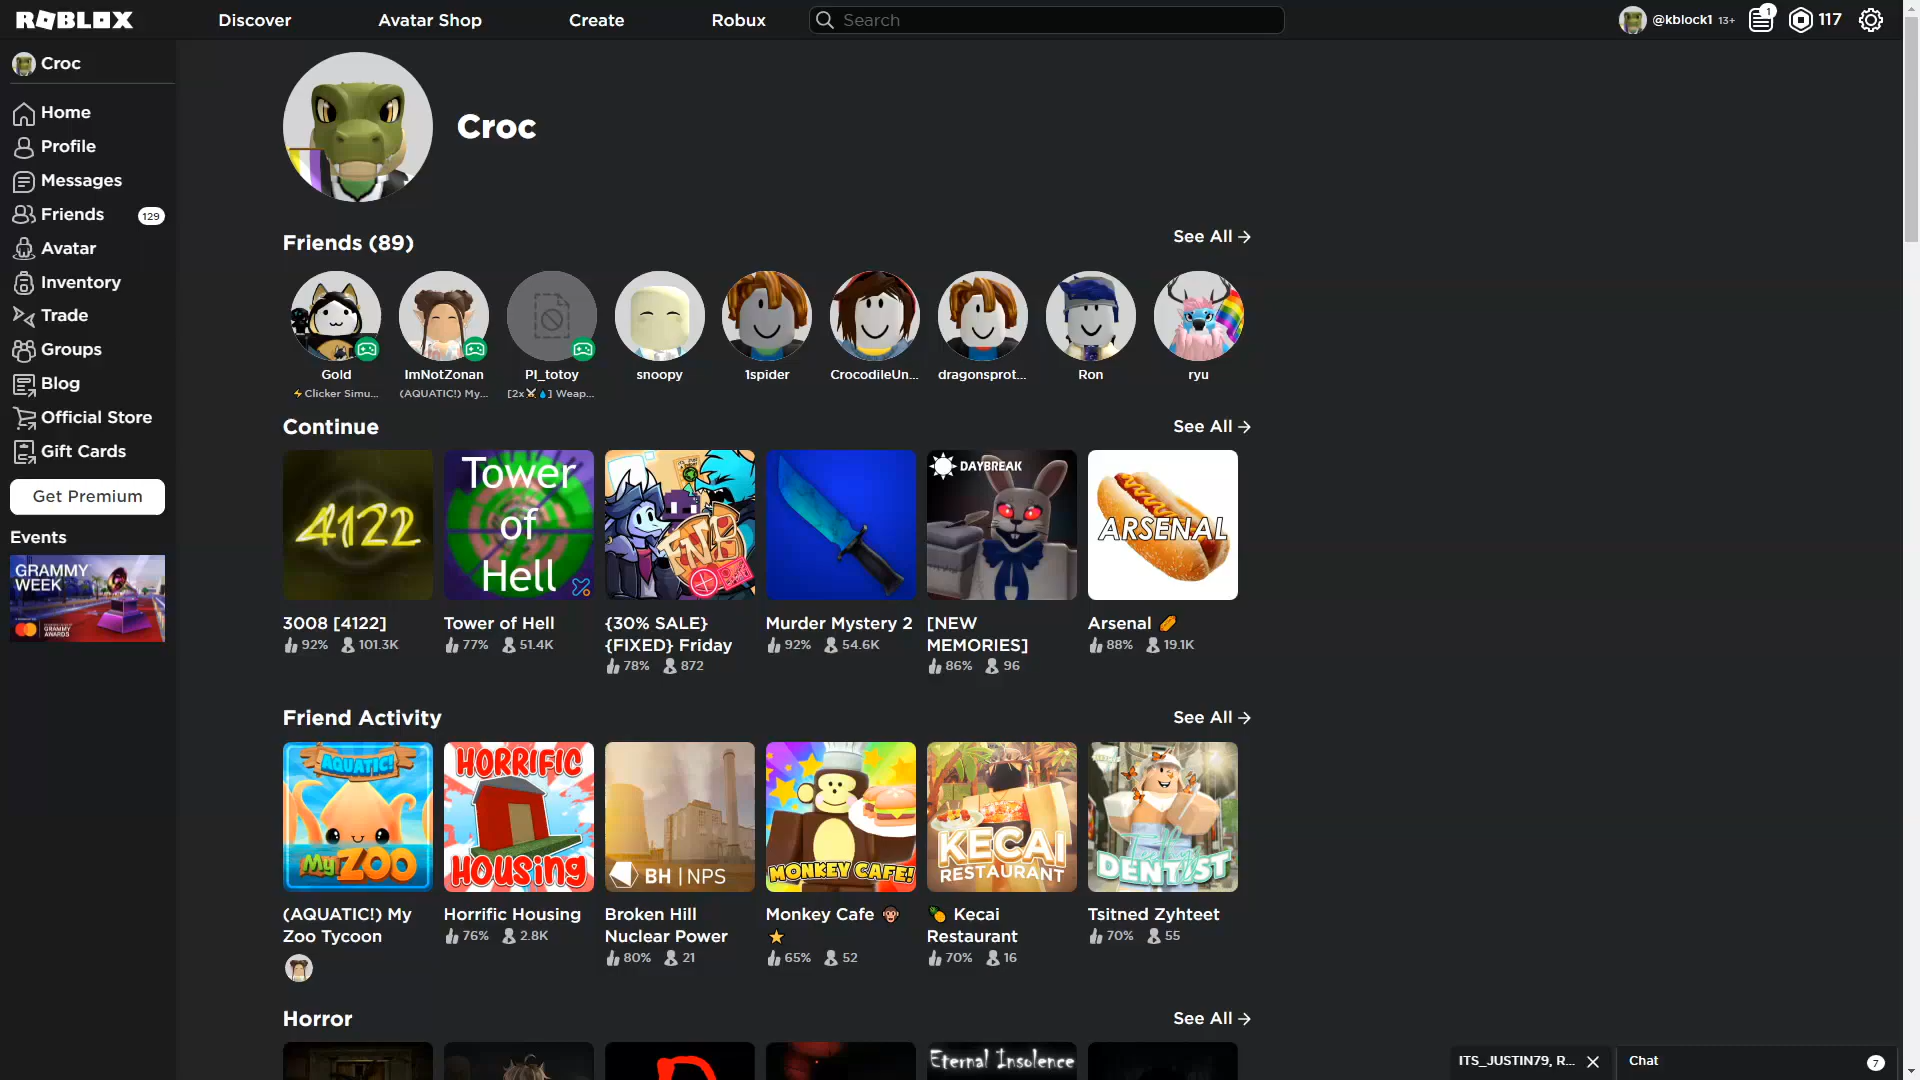 ROBLOX
Discover
Avatar Shop
Create
Robux
Search
@kblock1 13+
1
117
Croc
Home
Profile
Messages
Friends
129
Avatar
Inventory
Trade
Groups
Blog
Official Store
Gift Cards
Get Premium
Events
GRAMMY
WEEK
GRAMMY
AWARDS
Croc
Friends (89)
See All →
Gold
⚡Clicker Simu...
ImNotZonan
(AQUATIC!) My...
PI_totoy
[2x⚔💧] Weap...
snoopy
1spider
CrocodileUn...
dragonsprot...
Ron
ryu
Continue
See All →
4122
3008 [4122]
92% 101.3K
Tower
of
Hell
Tower of Hell
77% 51.4K
FNB
{30% SALE}
{FIXED} Friday
78% 872
Murder Mystery 2
92% 54.6K
DAYBREAK
[NEW
MEMORIES]
86% 96
ARSENAL
Arsenal 🌭
88% 19.1K
Friend Activity
See All →
AQUATIC!
My ZOO
(AQUATIC!) My
Zoo Tycoon
HORRIFIC
HOUSING
Horrific Housing
76% 2.8K
BH | NPS
Broken Hill
Nuclear Power
80% 21
MONKEY CAFE!
Monkey Cafe 🐵
⭐
65% 52
KECAI
RESTAURANT
🍍 Kecai
Restaurant
70% 16
DENTIST
Tsitned Zyhteet
70% 55
Horror
See All →
Eternal Insolence
ITS_JUSTIN79, R...
Chat
7